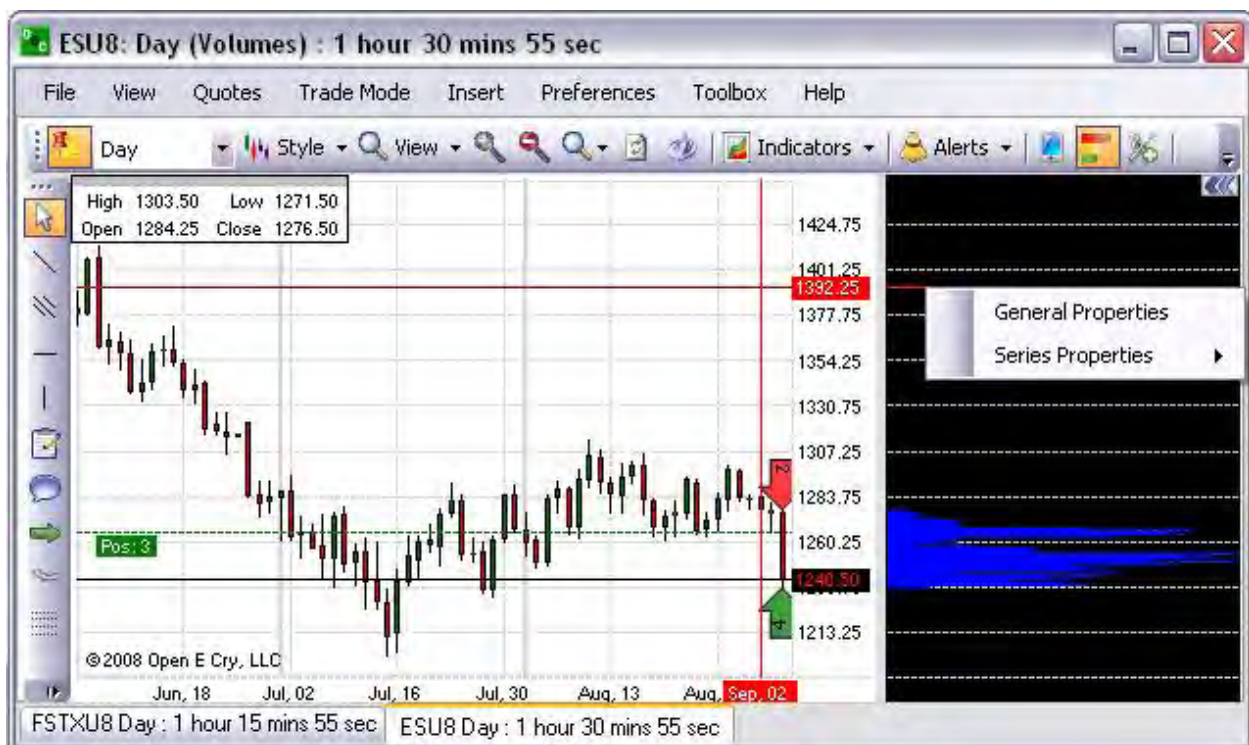 ESU8: Day (Volumes) : 1 hour 30 mins 55 sec
File View Quotes Trade Mode Insert Preferences Toolbox Help
Day Style View Indicators Alerts
High 1303.50 Low 1271.50
Open 1284.25 Close 1276.50
1424.75
1401.25
1392.25
1377.75
1354.25
1330.75
1307.25
1283.75
1260.25
1240.50
1213.25
General Properties
Series Properties
2
Pos: 3
4
©2008 Open E Cry, LLC
Jun, 18 Jul, 02 Jul, 16 Jul, 30 Aug, 13 Aug, Sep, 02
FSTXU8 Day : 1 hour 15 mins 55 sec ESU8 Day : 1 hour 30 mins 55 sec